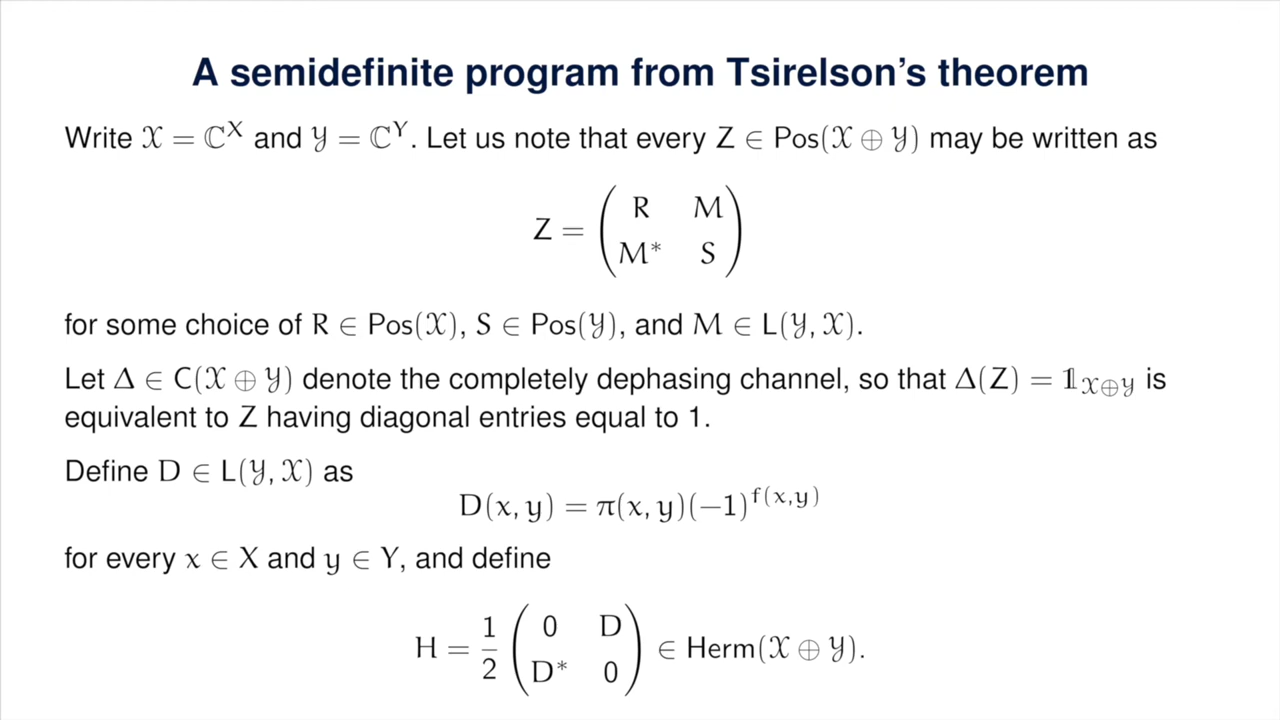 A semidefinite program from Tsirelson's theorem
Write 𝒳 = ℂ^X and 𝒴 = ℂ^Y. Let us note that every Z ∈ Pos(𝒳 ⊕ 𝒴) may be written as
Z = ( R M
M* S )
for some choice of R ∈ Pos(𝒳), S ∈ Pos(𝒴), and M ∈ L(𝒴, 𝒳).
Let Δ ∈ C(𝒳 ⊕ 𝒴) denote the completely dephasing channel, so that Δ(Z) = 𝟙_{𝒳⊕𝒴} is
equivalent to Z having diagonal entries equal to 1.
Define D ∈ L(𝒴, 𝒳) as
D(x, y) = π(x, y)(−1)^{f(x,y)}
for every x ∈ X and y ∈ Y, and define
H = 1/2 ( 0 D
D* 0 ) ∈ Herm(𝒳 ⊕ 𝒴).